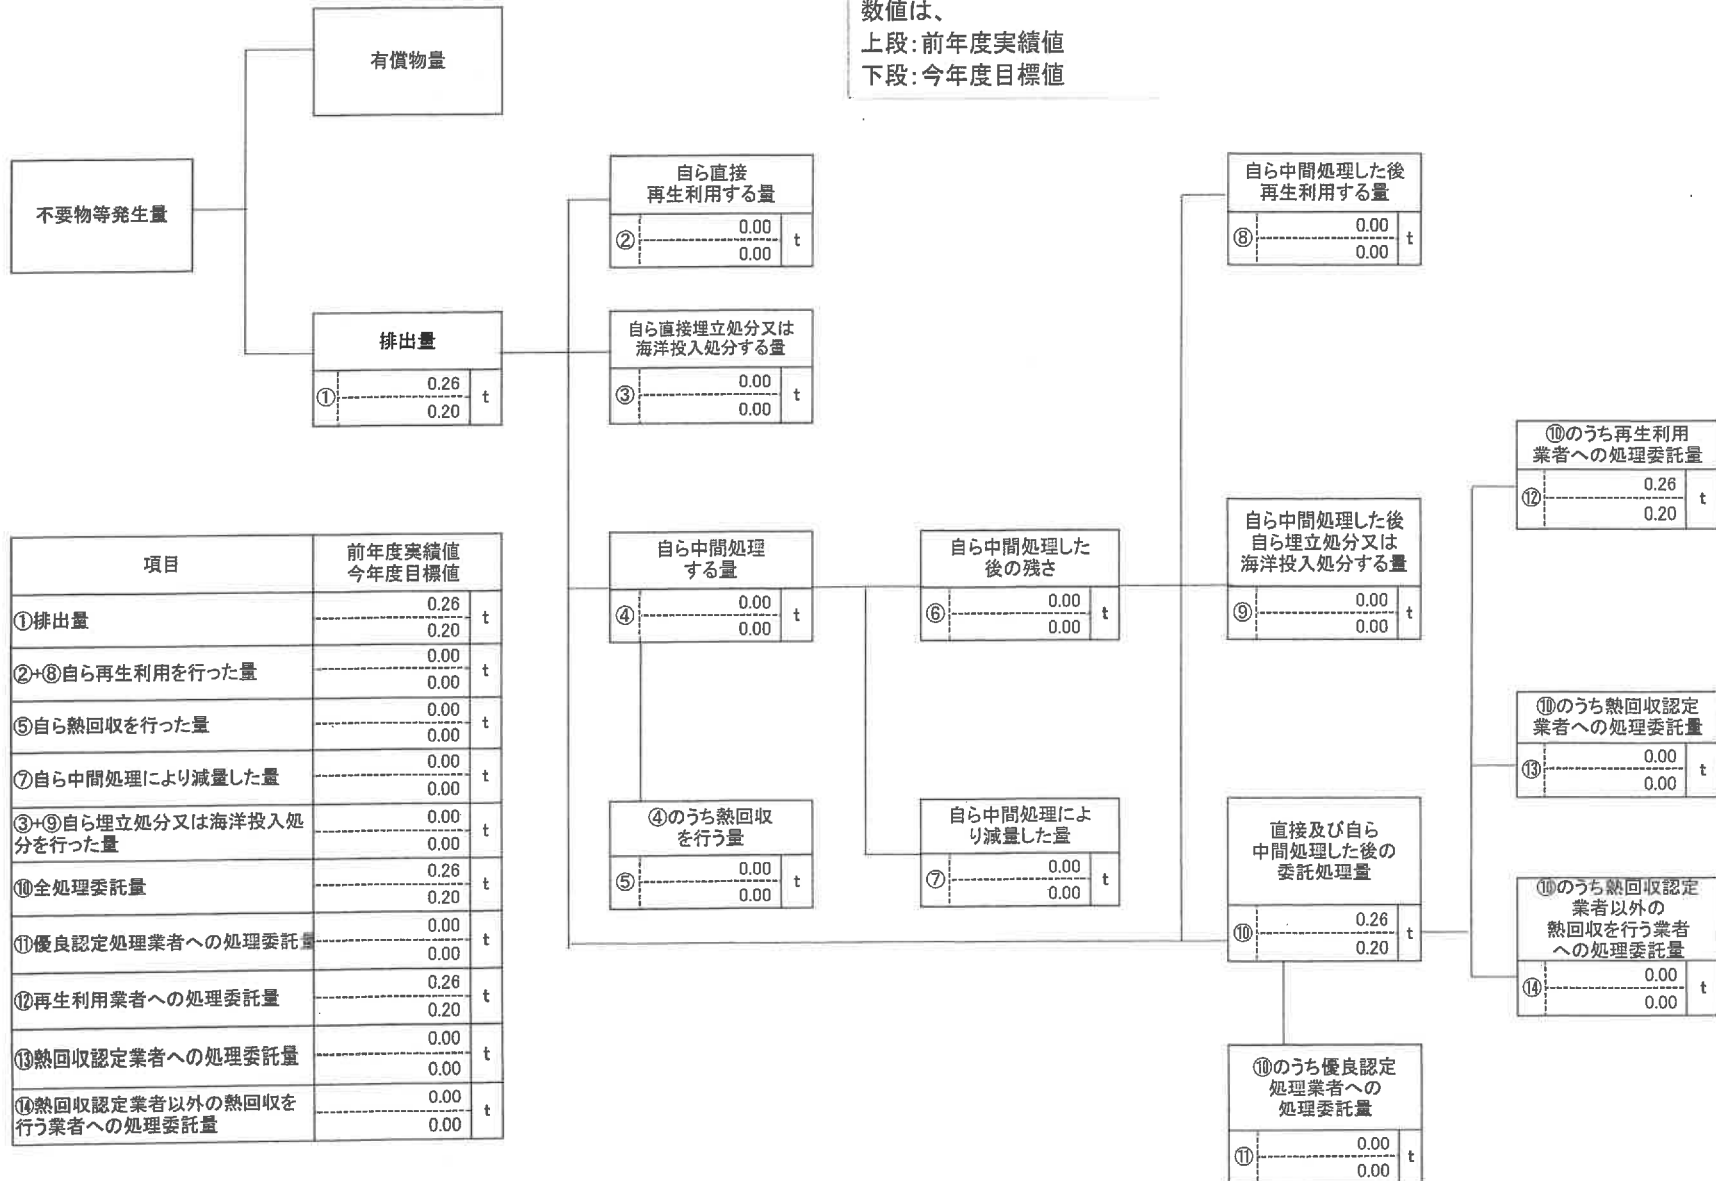 数値は、
上段:前年度実績値
下段:今年度目標値
有償物量
不要物等発生量
排出量
① 0.26 t
0.20
自ら直接
再生利用する量
② 0.00 t
0.00
自ら直接埋立処分又は
海洋投入処分する量
③ 0.00 t
0.00
自ら中間処理
する量
④ 0.00 t
0.00
④のうち熱回収
を行う量
⑤ 0.00 t
0.00
自ら中間処理した
後の残さ
⑥ 0.00 t
0.00
自ら中間処理によ
り減量した量
⑦ 0.00 t
0.00
自ら中間処理した後
再生利用する量
⑧ 0.00 t
0.00
自ら中間処理した後
自ら埋立処分又は
海洋投入処分する量
⑨ 0.00 t
0.00
直接及び自ら
中間処理した後の
委託処理量
⑩ 0.26 t
0.20
⑩のうち優良認定
処理業者への
処理委託量
⑪ 0.00 t
0.00
⑩のうち再生利用
業者への処理委託量
⑫ 0.26 t
0.20
⑩のうち熱回収認定
業者への処理委託量
⑬ 0.00 t
0.00
⑩のうち熱回収認定
業者以外の
熱回収を行う業者
への処理委託量
⑭ 0.00 t
0.00
項目 前年度実績値
今年度目標値
①排出量 0.26 t
0.20
②+⑧自ら再生利用を行った量 0.00 t
0.00
⑤自ら熱回収を行った量 0.00 t
0.00
⑦自ら中間処理により減量した量 0.00 t
0.00
③+⑨自ら埋立処分又は海洋投入処 0.00 t
分を行った量 0.00
⑩全処理委託量 0.26 t
0.20
⑪優良認定処理業者への処理委託量 0.00 t
0.00
⑫再生利用業者への処理委託量 0.26 t
0.20
⑬熱回収認定業者への処理委託量 0.00 t
0.00
⑭熱回収認定業者以外の熱回収を 0.00 t
行う業者への処理委託量 0.00